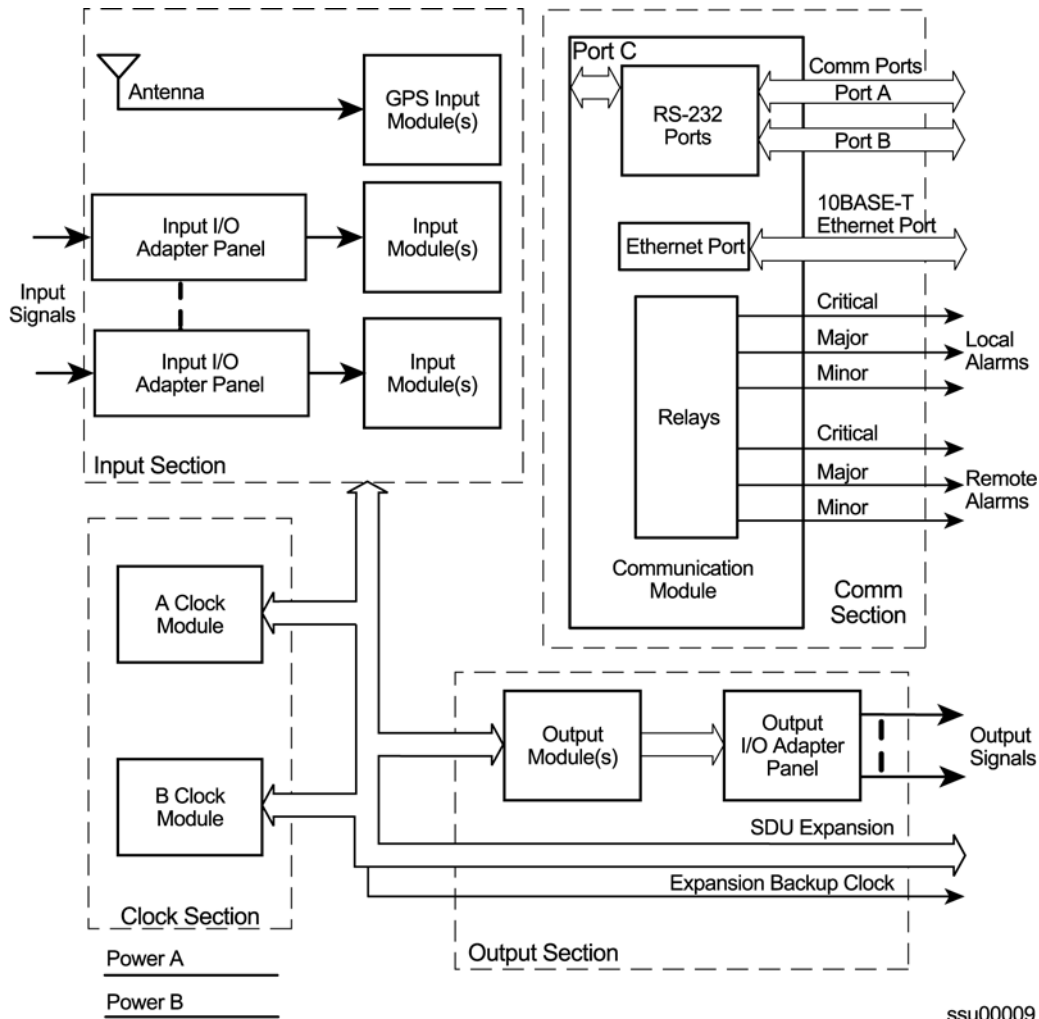 Antenna
GPS Input
Module(s)
Input
Signals
Input I/O
Adapter Panel
Input
Module(s)
Input I/O
Adapter Panel
Input
Module(s)
Input Section
Port C
RS-232
Ports
Comm Ports
Port A
Port B
10BASE-T
Ethernet Port
Ethernet Port
Relays
Critical
Major
Minor
Local
Alarms
Critical
Major
Minor
Remote
Alarms
Communication
Module
Comm
Section
A Clock
Module
B Clock
Module
Clock Section
Output
Module(s)
Output
I/O Adapter
Panel
Output
Signals
SDU Expansion
Expansion Backup Clock
Output Section
Power A
Power B
ssu00009